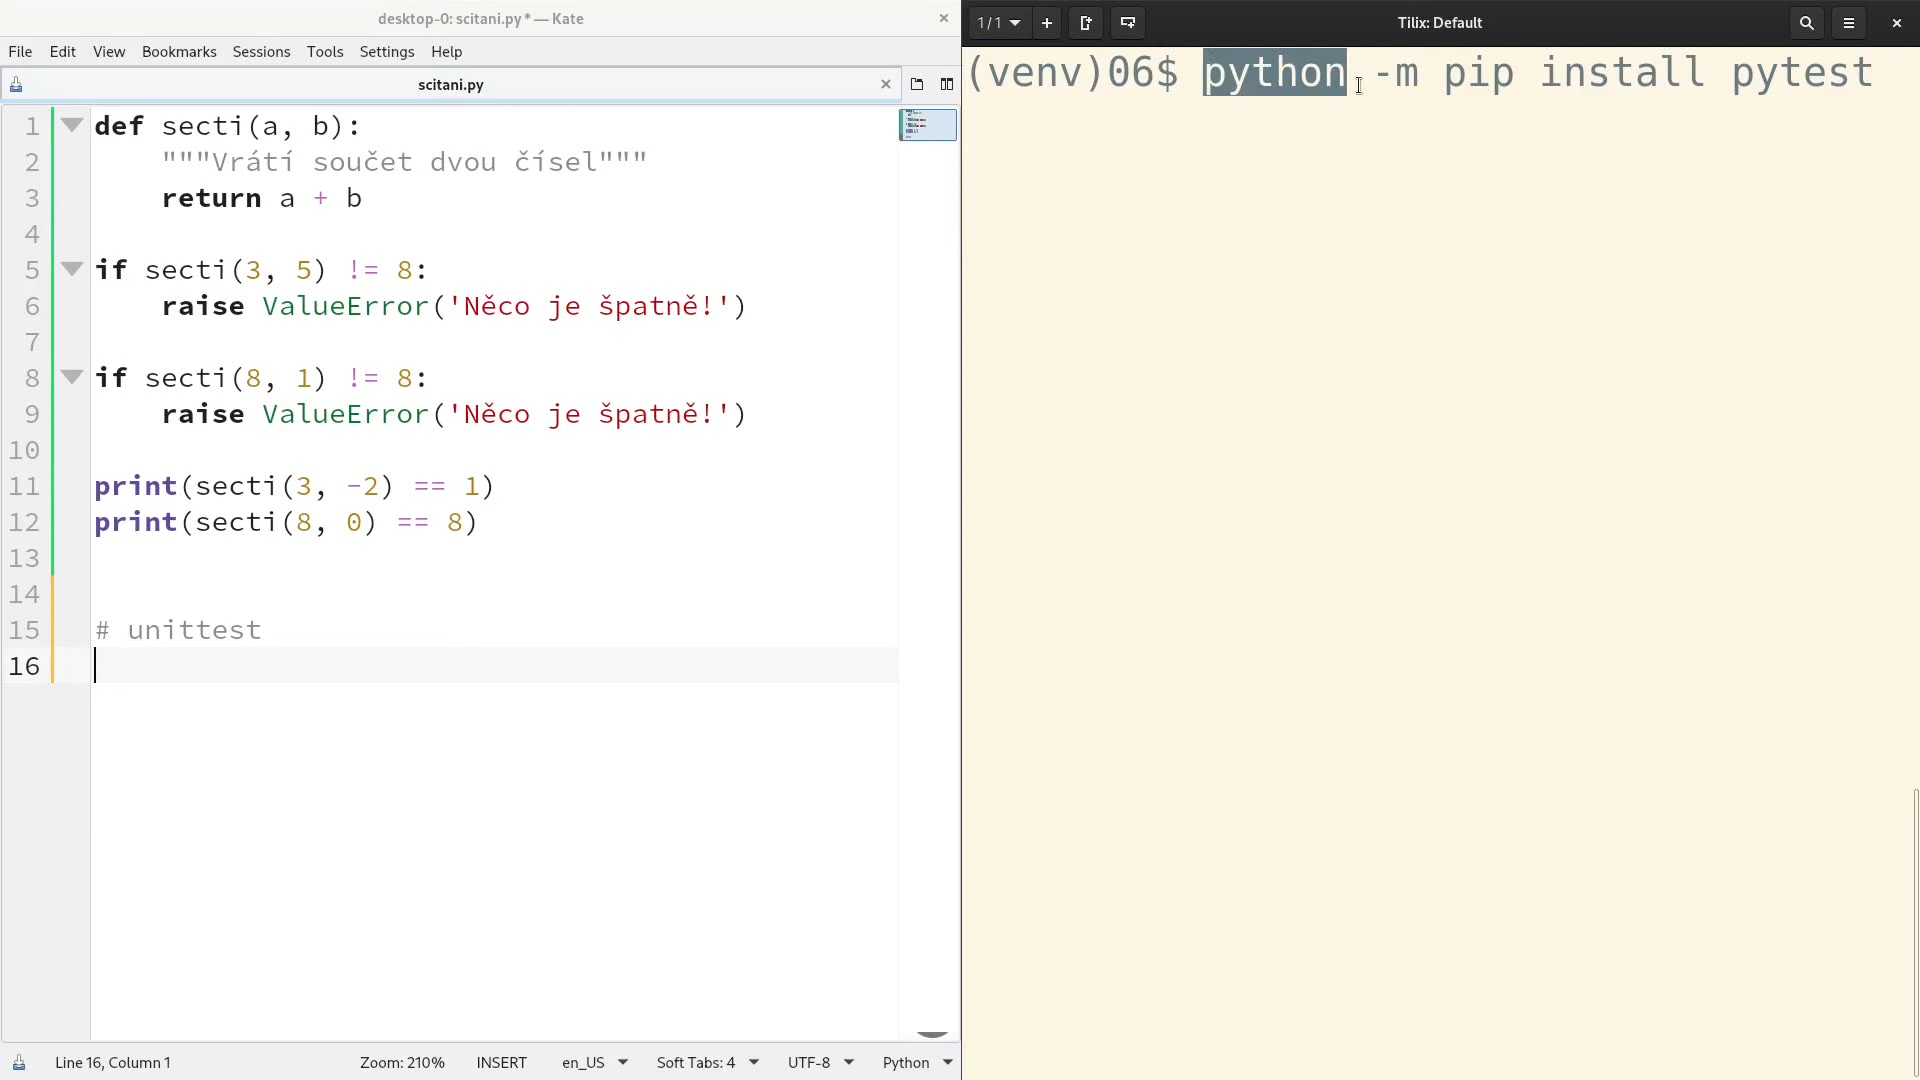 desktop-0: scitani.py * — Kate
File Edit View Bookmarks Sessions Tools Settings Help
scitani.py
1 def secti(a, b):
2 """Vrátí součet dvou čísel"""
3 return a + b
4
5 if secti(3, 5) != 8:
6 raise ValueError('Něco je špatně!')
7
8 if secti(8, 1) != 8:
9 raise ValueError('Něco je špatně!')
10
11 print(secti(3, -2) == 1)
12 print(secti(8, 0) == 8)
13
14
15 # unittest
16
Line 16, Column 1 Zoom: 210% INSERT en_US Soft Tabs: 4 UTF-8 Python
1 / 1 Tilix: Default
(venv)06$ python -m pip install pytest